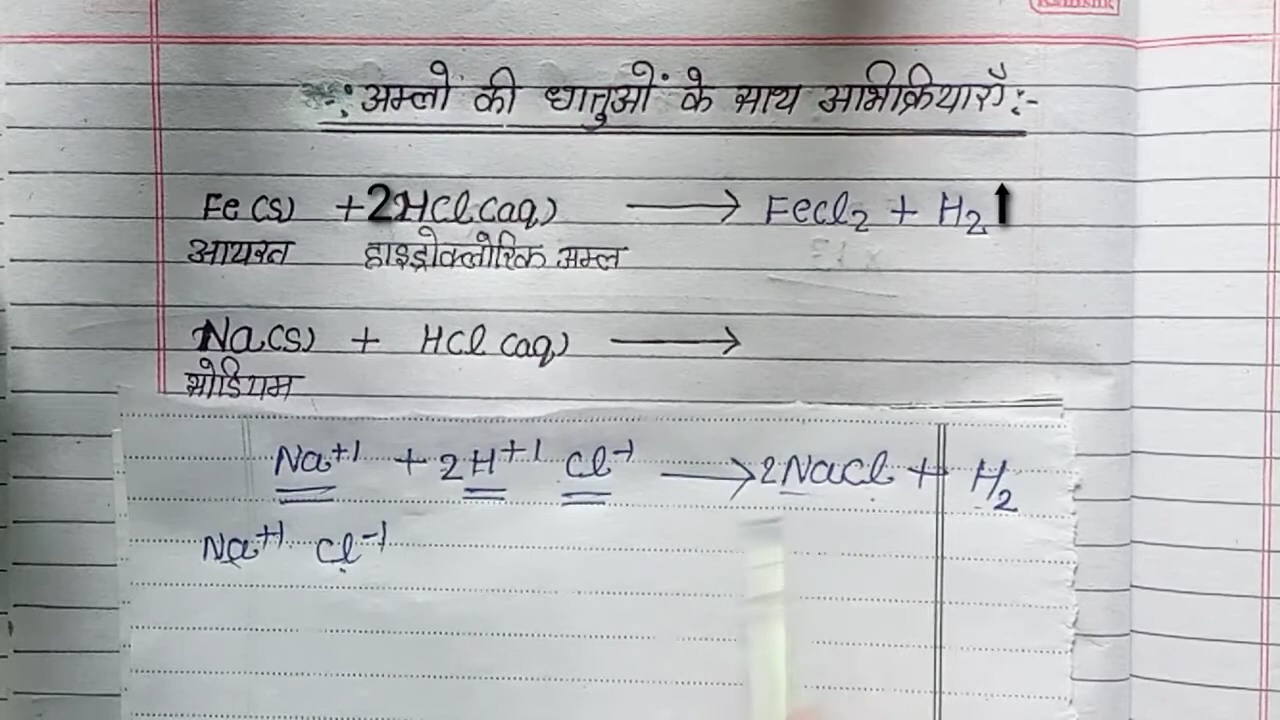 :अम्लों की धातुओं के साथ अभिक्रियाएँ:-
Fe(s) + 2HCl(aq) ⟶ FeCl₂ + H₂↑
आयरन हाइड्रोक्लोरिक अम्ल
Na(s) + HCl(aq) ⟶
सोडियम
Na⁺¹ + 2H⁺¹ Cl⁻¹ ⟶ 2NaCl + H₂
Na⁺¹ Cl⁻¹